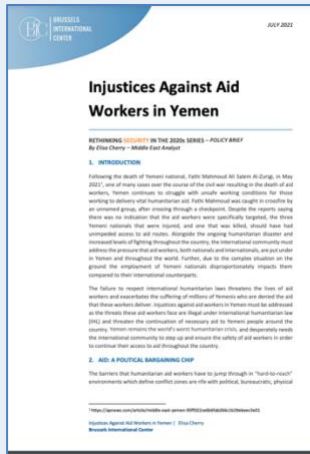 BIC
BRUSSELS
INTERNATIONAL
CENTER
JULY 2021
Injustices Against Aid
Workers in Yemen
RETHINKING SECURITY IN THE 2020s SERIES – POLICY BRIEF
By Elisa Cherry – Middle East Analyst
1. INTRODUCTION
Following the death of Yemeni national, Fathi Mahmoud Ali Salem Al-Zurigi, in May
2021¹, one of many cases over the course of the civil war resulting in the death of aid
workers, Yemen continues to struggle with unsafe working conditions for those
working to delivery vital humanitarian aid. Fathi Mahmoud was caught in crossfire by
an unnamed group, after crossing through a checkpoint. Despite the reports saying
there was no indication that the aid workers were specifically targeted, the three
Yemeni nationals that were injured, and one that was killed, should have had
unimpeded access to aid routes. Alongside the ongoing humanitarian disaster and
increased levels of fighting throughout the country, the international community must
address the pressure that aid workers, both nationals and internationals, are put under
in Yemen and throughout the world. Further, due to the complex situation on the
ground the employment of Yemeni nationals disproportionately impacts them
compared to their international counterparts.
The failure to respect international humanitarian laws threatens the lives of aid
workers and exacerbates the suffering of millions of Yemenis who are denied the aid
that these workers deliver. Injustices against aid workers in Yemen must be addressed
as the threats these aid workers face are illegal under international humanitarian law
(IHL) and threaten the continuation of necessary aid to Yemeni people around the
country. Yemen remains the world's worst humanitarian crisis, and desperately needs
the international community to step up and ensure the safety of aid workers in order
to continue their access to aid throughout the country.
2. AID: A POLITICAL BARGAINING CHIP
The barriers that humanitarian aid workers have to jump through in "hard-to-reach"
environments which define conflict zones are rife with political, bureaucratic, physical
Injustices Against Aid Workers in Yemen | Elisa Cherry
Brussels International Center